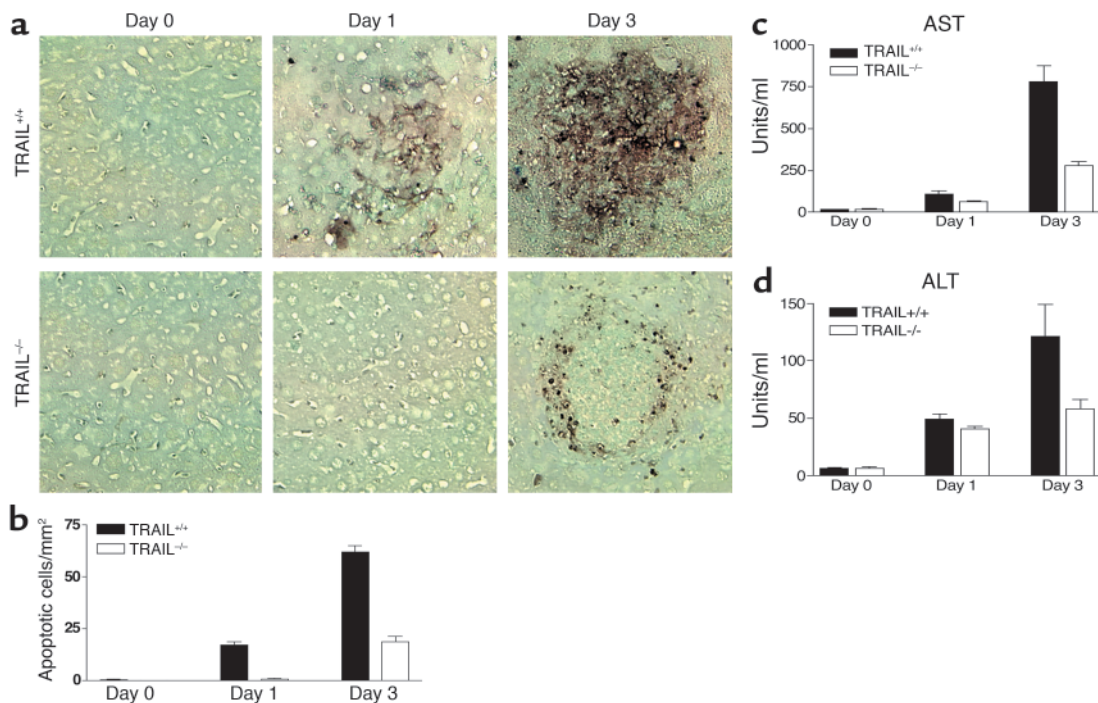 a
Day 0 Day 1 Day 3
TRAIL+/+
TRAIL–/–
b
Apoptotic cells/mm²
75
50
25
0
TRAIL+/+
TRAIL–/–
Day 0 Day 1 Day 3
c
AST
Units/ml
1000
750
500
250
0
TRAIL+/+
TRAIL–/–
Day 0 Day 1 Day 3
d
ALT
Units/ml
150
100
50
0
TRAIL+/+
TRAIL-/-
Day 0 Day 1 Day 3